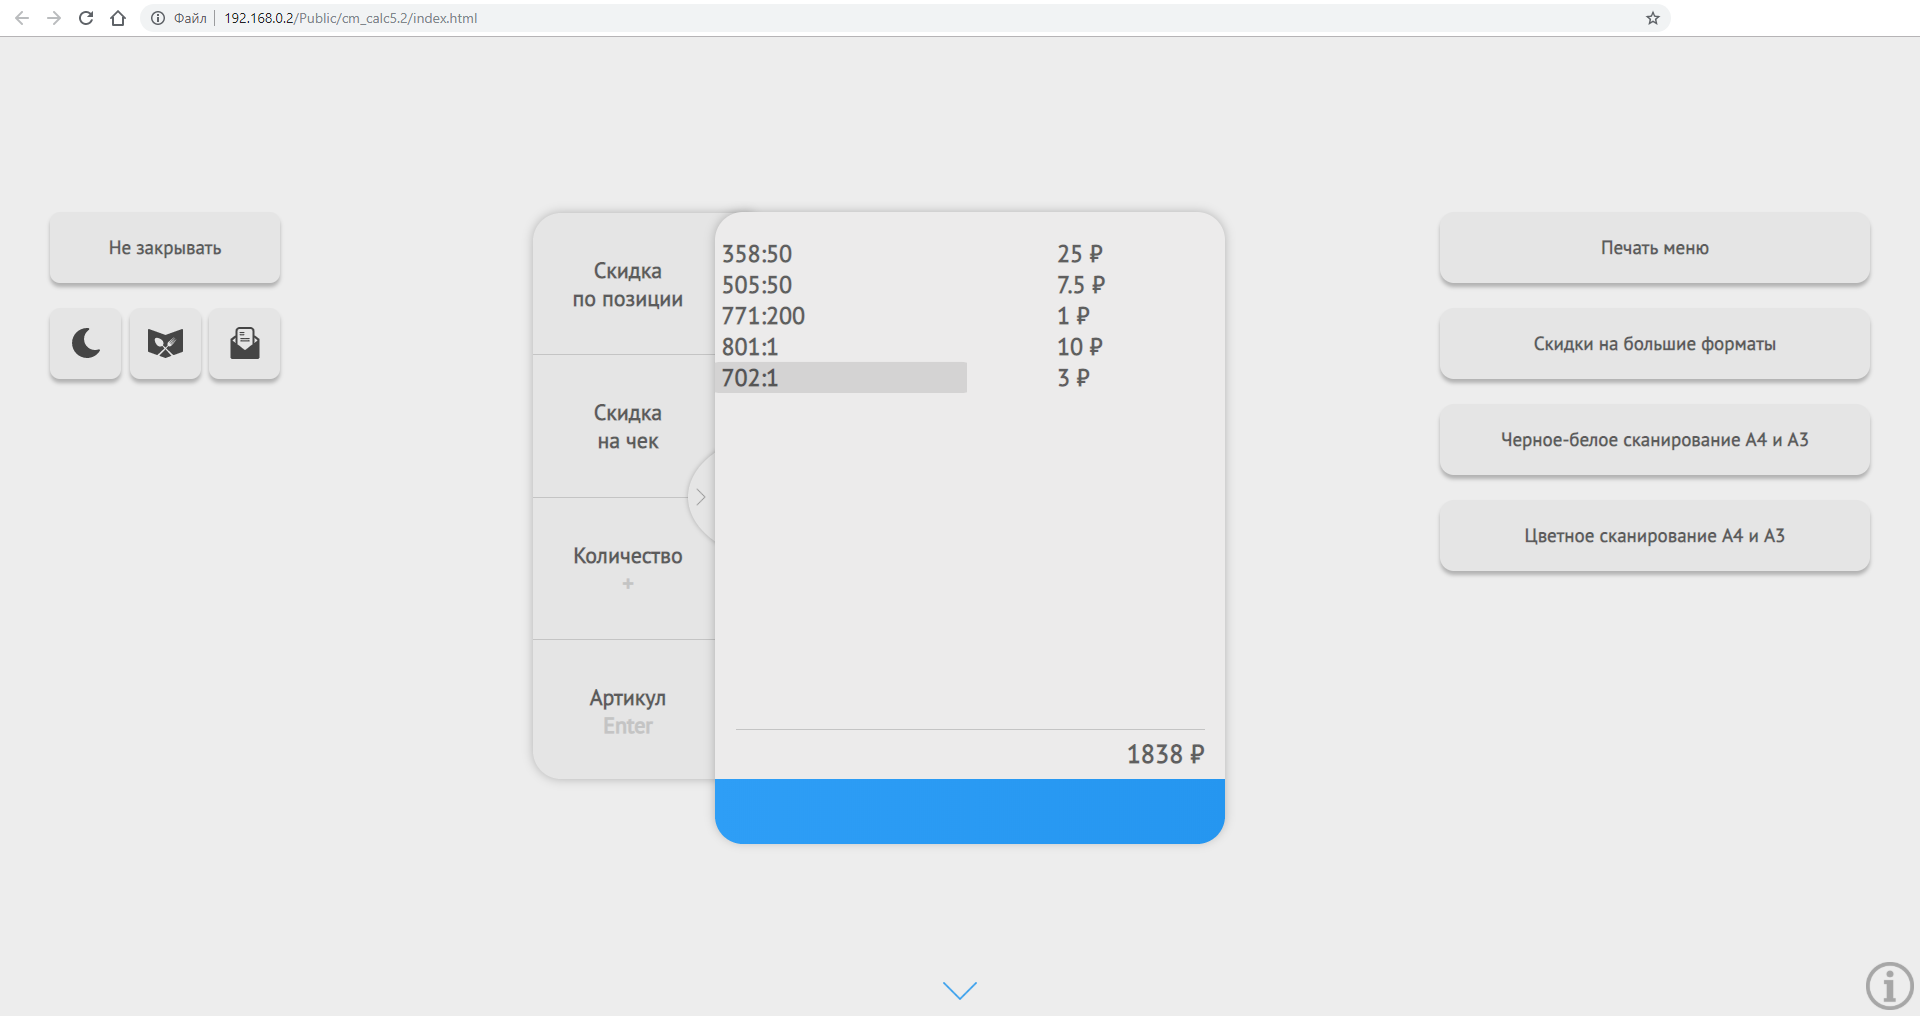 Файл | 192.168.0.2/Public/cm_calc5.2/index.html
Не закрывать
Скидка
по позиции
Скидка
на чек
Количество
+
Артикул
Enter
358:50 25 ₽
505:50 7.5 ₽
771:200 1 ₽
801:1 10 ₽
702:1 3 ₽
1838 ₽
Печать меню
Скидки на большие форматы
Черное-белое сканирование А4 и А3
Цветное сканирование А4 и А3